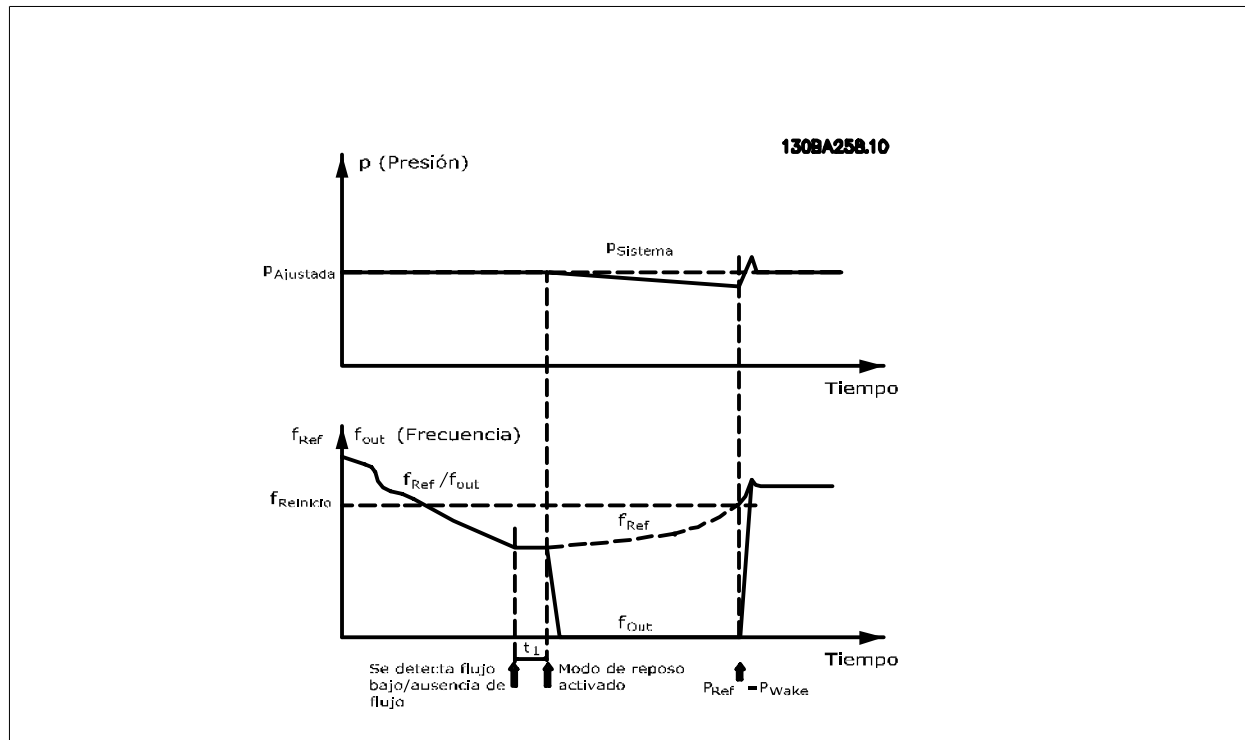 130BA258.10
p (Presión)
pSistema
pAjustada
Tiempo
fRef fout (Frecuencia)
fRef /fout
fReinicio
fRef
fOut
Tiempo
t1
Se detecta flujo
bajo/ausencia de
flujo
Modo de reposo
activado
PRef =PWake